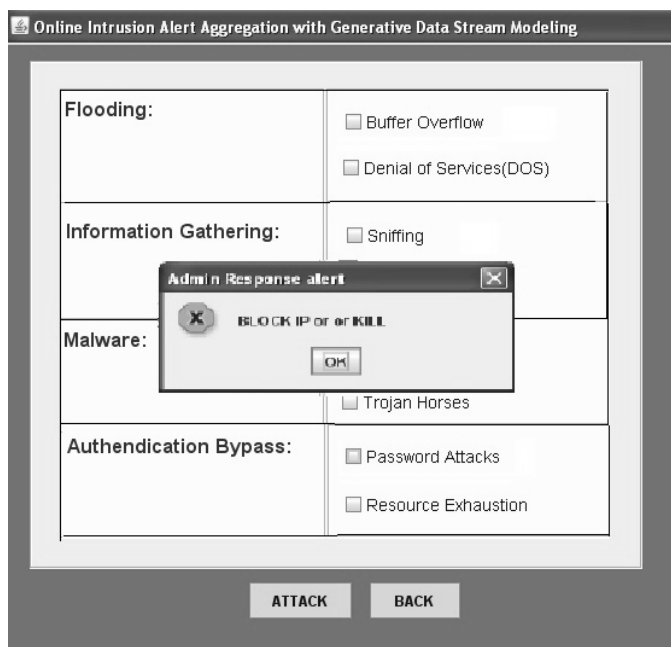 Online Intrusion Alert Aggregation with Generative Data Stream Modeling
Flooding:
Buffer Overflow
Denial of Services(DOS)
Information Gathering:
Sniffing
Admin Response alert
BLOCK IP or or KILL
OK
Malware:
Trojan Horses
Authendication Bypass:
Password Attacks
Resource Exhaustion
ATTACK
BACK